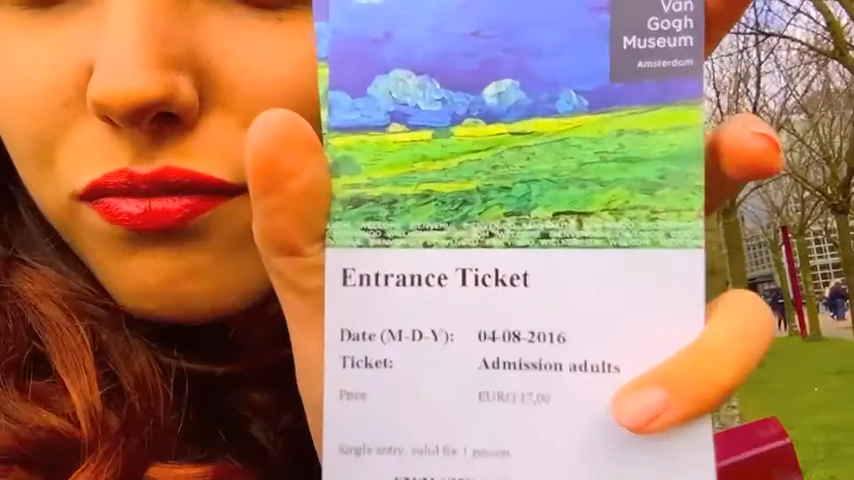 Van
Gogh
Museum
Amsterdam
Entrance Ticket
Date (M-D-Y): 04-08-2016
Ticket: Admission adults
Price: EURO 17,00
Single entry, valid for 1 person